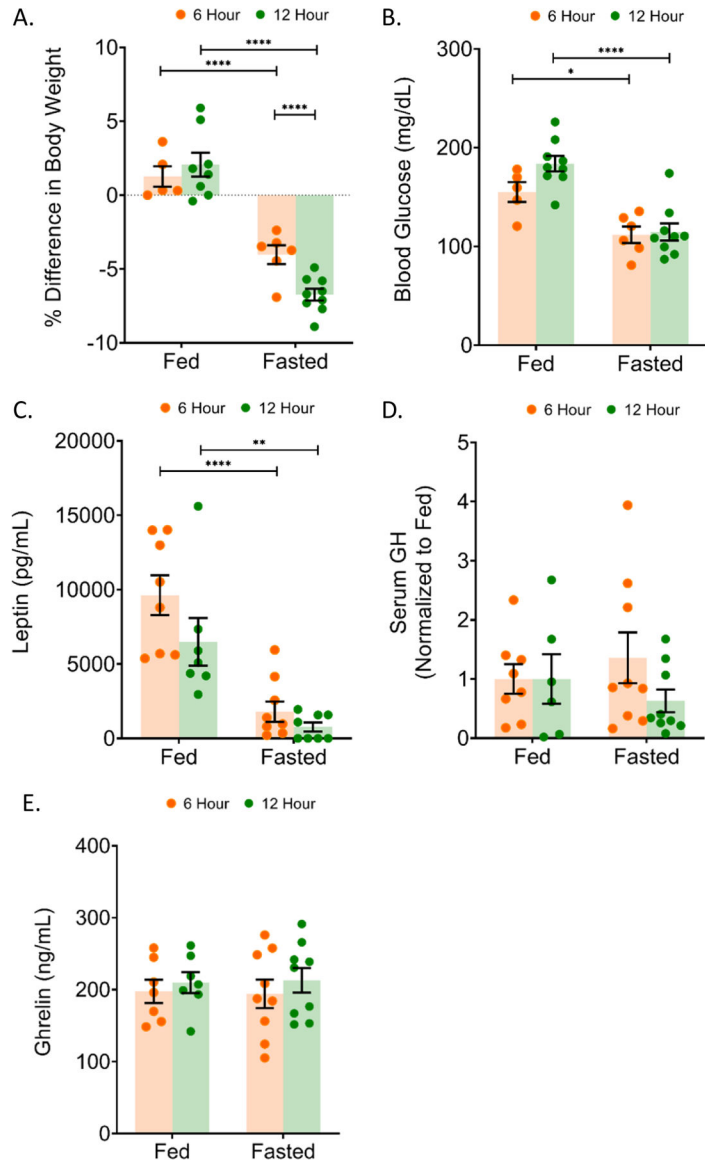 A.
6 Hour 12 Hour
****
****
****
% Difference in Body Weight
10
5
0
-5
-10
Fed Fasted
B.
6 Hour 12 Hour
****
*
Blood Glucose (mg/dL)
300
200
100
0
Fed Fasted
C.
6 Hour 12 Hour
**
****
Leptin (pg/mL)
20000
15000
10000
5000
0
Fed Fasted
D.
6 Hour 12 Hour
Serum GH
(Normalized to Fed)
5
4
3
2
1
0
Fed Fasted
E.
6 Hour 12 Hour
Ghrelin (ng/mL)
400
300
200
100
0
Fed Fasted